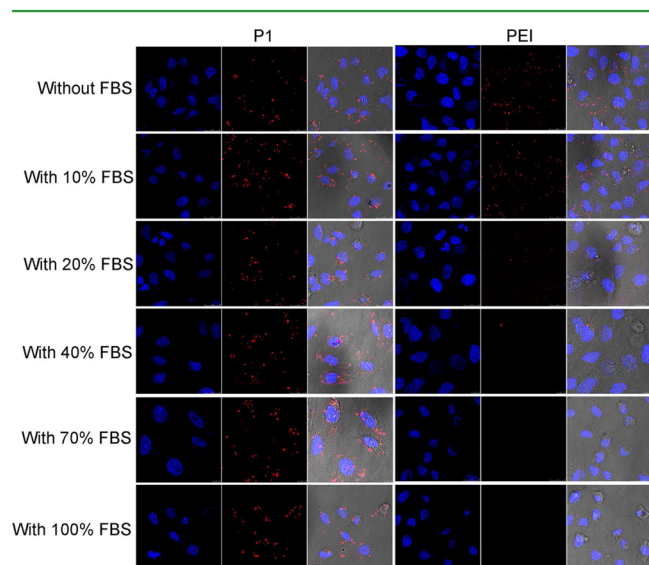 P1 PEI
Without FBS
With 10% FBS
With 20% FBS
With 40% FBS
With 70% FBS
With 100% FBS